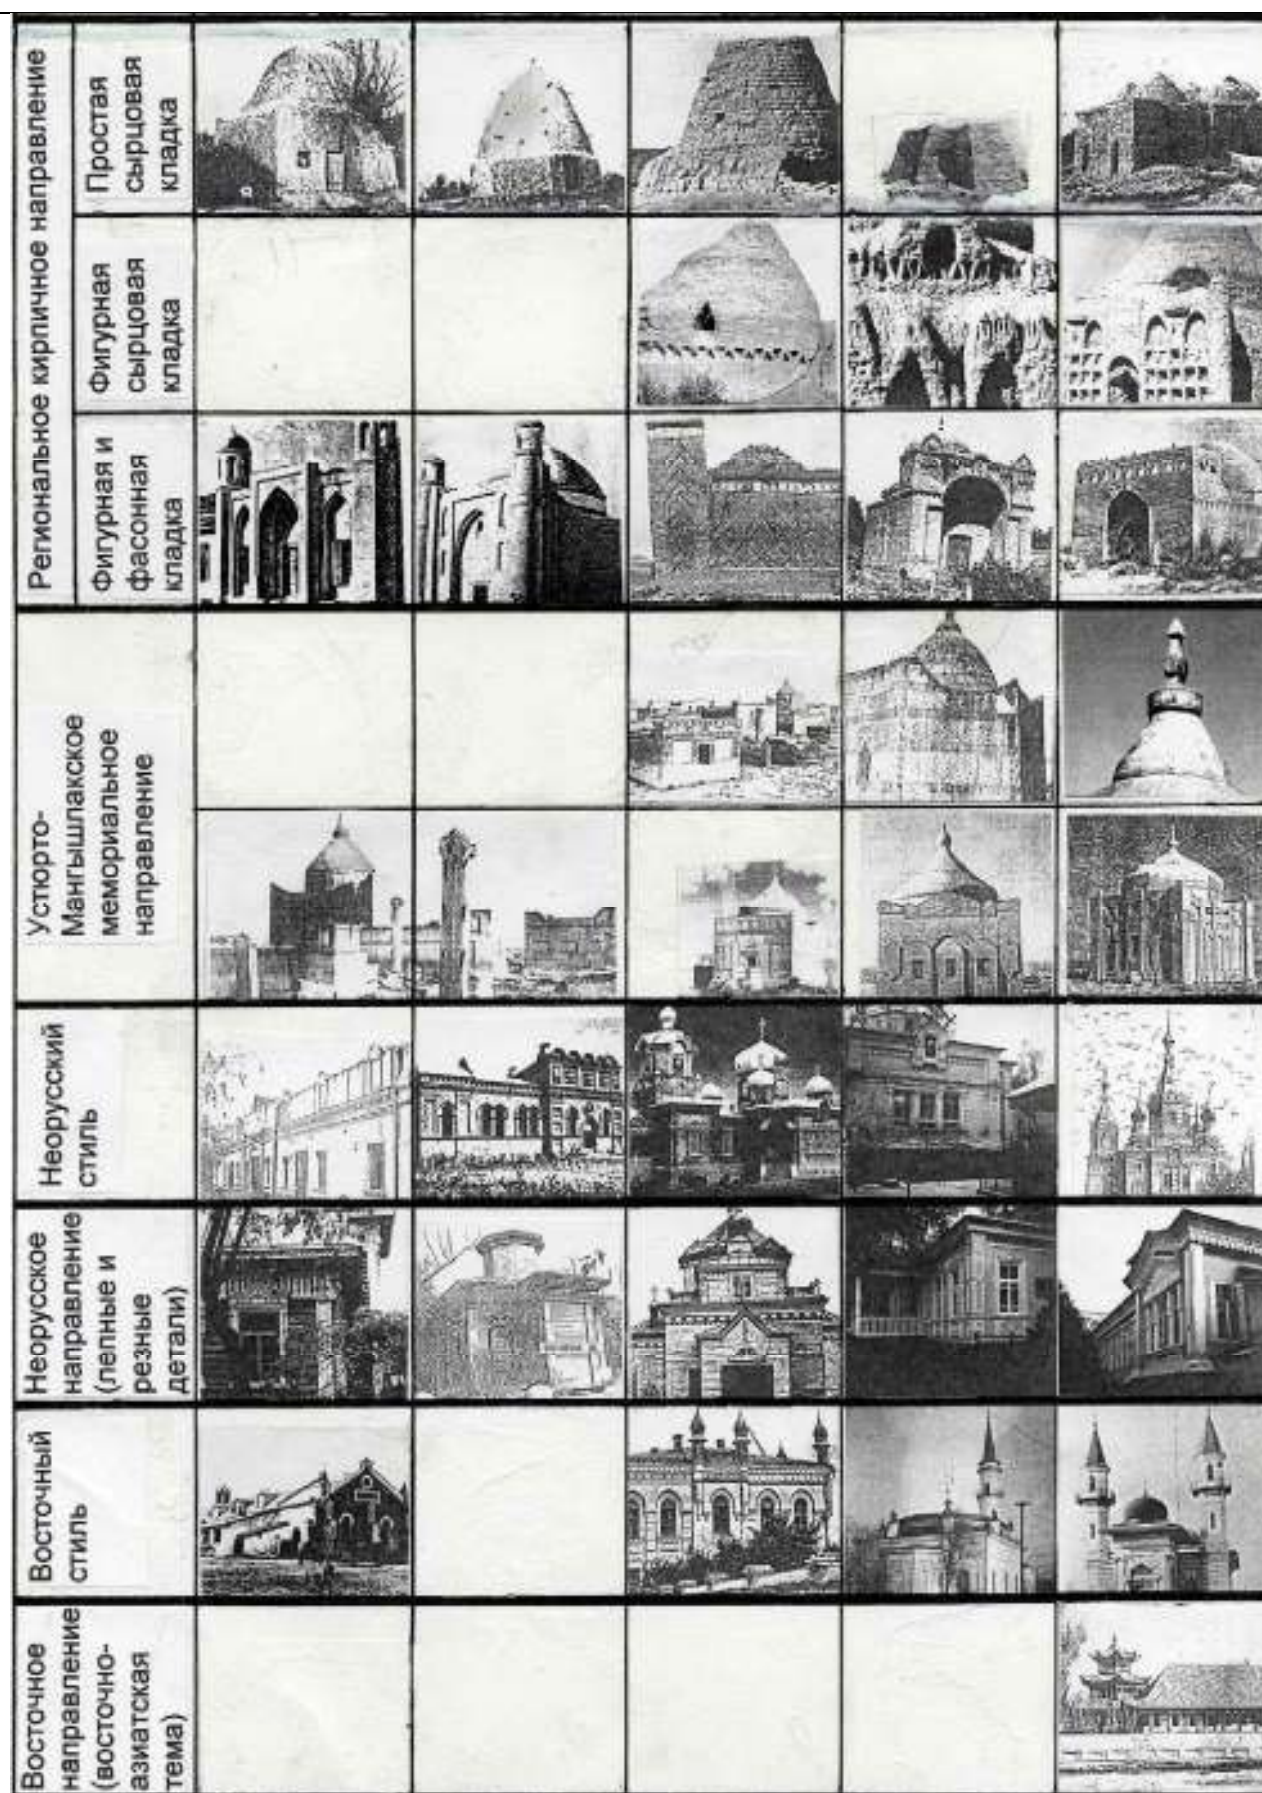 Региональное кирпичное направление
Простая
сырцовая
кладка
Фигурная
сырцовая
кладка
Фигурная и
фасонная
кладка
Устюрто-
Мангышлакское
мемориальное
направление
Неорусский
стиль
Неорусское
направление
(лепные и
резные
детали)
Восточный
стиль
Восточное
направление
(восточно-
азиатская
тема)